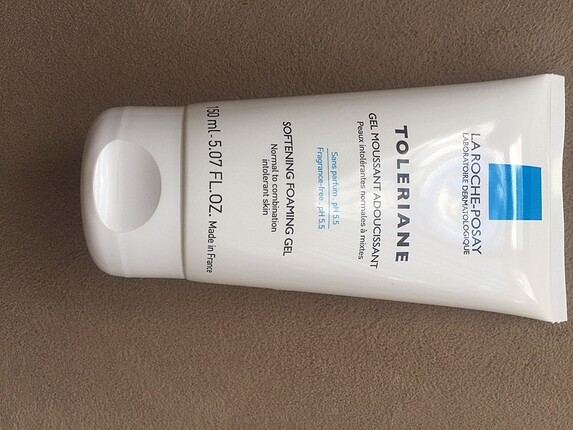 LA ROCHE-POSAY
LABORATOIRE DERMATOLOGIQUE
TOLERIANE
GEL MOUSSANT ADOUCISSANT
Peaux intolérantes normales à mixtes
Sans parfum . pH 5.5
Fragrance-free . pH 5.5
SOFTENING FOAMING GEL
Normal to combination
intolerant skin
150 ml - 5.07 FL.OZ. Made in France